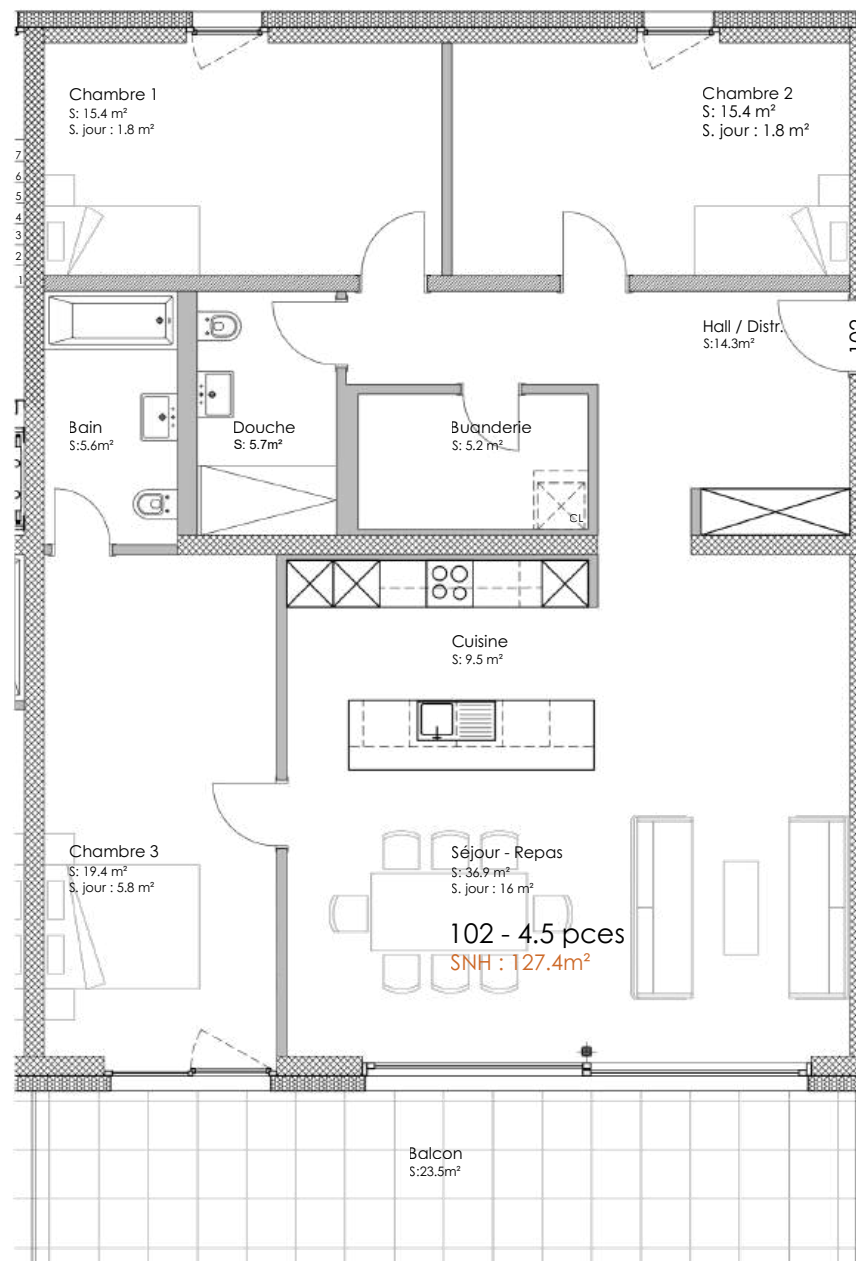 Chambre 1
S: 15.4 m²
S. jour : 1.8 m²
Chambre 2
S: 15.4 m²
S. jour : 1.8 m²
7
6
5
4
3
2
1
Hall / Distr.
S:14.3m²
102
Bain
S:5.6m²
Douche
S: 5.7m²
Buanderie
S: 5.2 m²
CL
Cuisine
S: 9.5 m²
Chambre 3
S: 19.4 m²
S. jour : 5.8 m²
Séjour - Repas
S: 36.9 m²
S. jour : 16 m²
102 - 4.5 pces
SNH : 127.4m²
Balcon
S:23.5m²